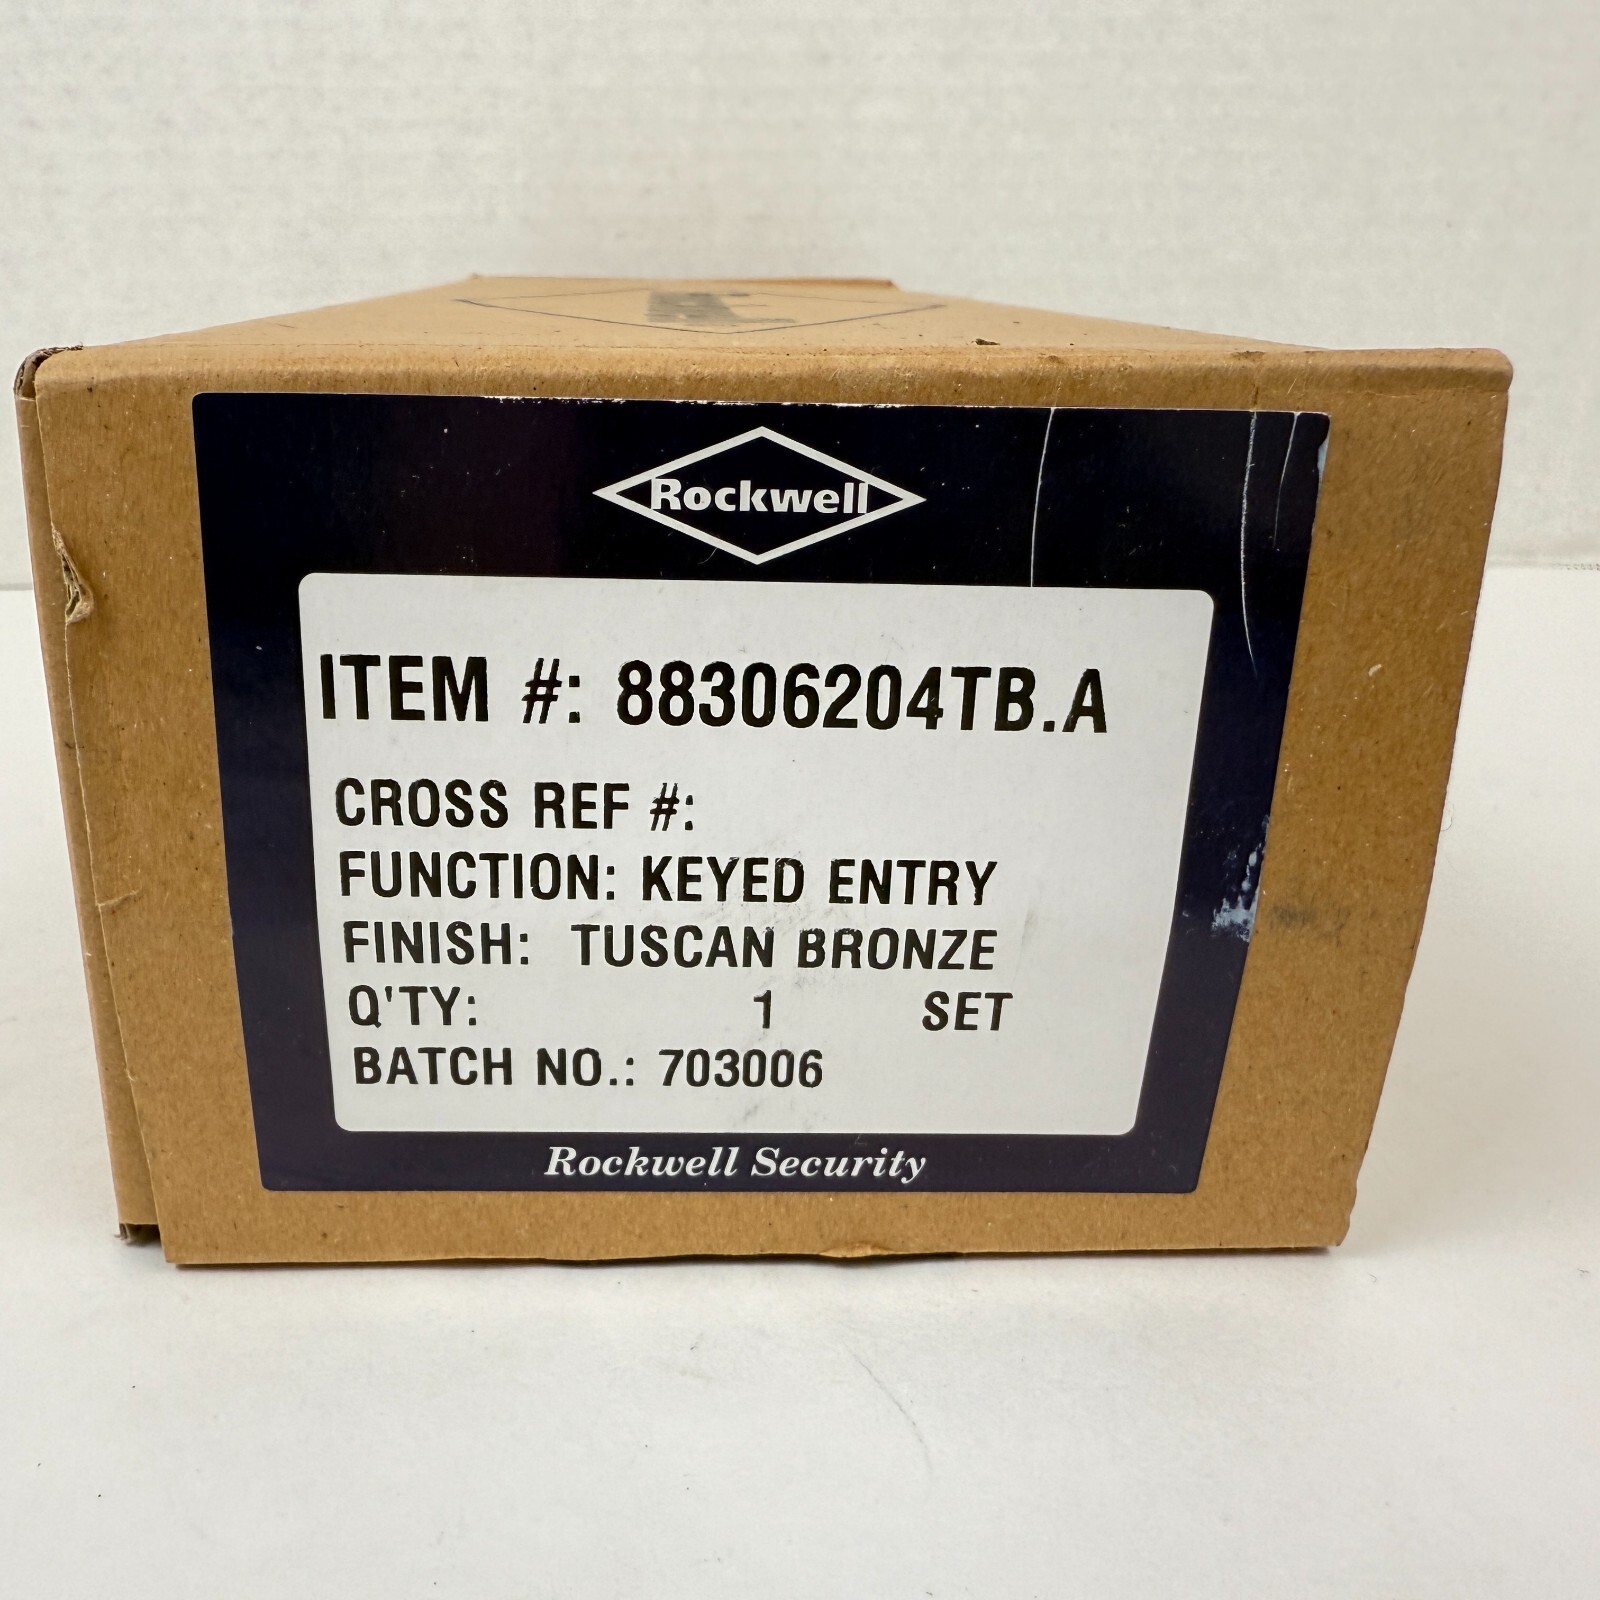 Rockwell
ITEM #: 88306204TB.A
CROSS REF #:
FUNCTION: KEYED ENTRY
FINISH: TUSCAN BRONZE
Q'TY: 1 SET
BATCH NO.: 703006
Rockwell Security